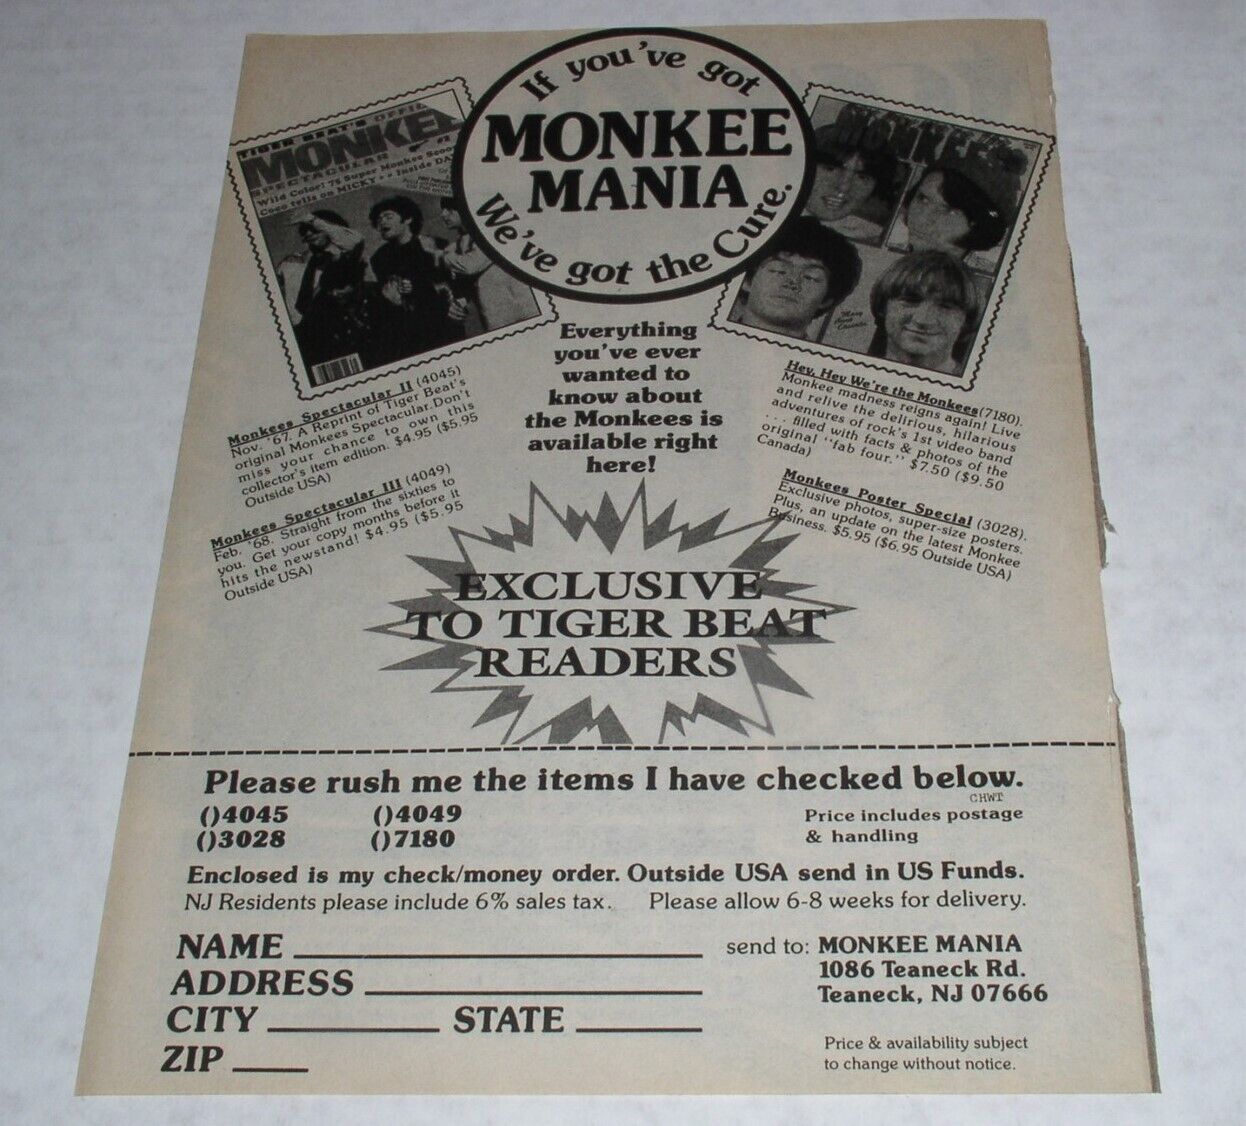 If you've got
MONKEE
MANIA
We've got the Cure.
TIGER BEAT'S OFFIC
MONKE
SPECTACULAR
Wild Color! 75 Super Monkee Scoo
Coco tells on MICKY • • Inside DA
Everything
you've ever
wanted to
know about
the Monkees is
available right
here!
Monkees Spectacular II (4045)
Nov. '67. A Reprint of Tiger Beat's
original Monkees Spectacular. Don't
miss your chance to own this
collector's item edition. $4.95 ($5.95
Outside USA)
Monkees Spectacular III (4049)
Feb. '68. Straight from the sixties to
you. Get your copy months before it
hits the newstand! $4.95 ($5.95
Outside USA)
Hey, Hey We're the Monkees (7180).
Monkee madness reigns again! Live
and relive the delirious, hilarious
adventures of rock's 1st video band
. . . filled with facts & photos of the
original "fab four." $7.50 ($9.50
Canada)
Monkees Poster Special (3028).
Exclusive photos, super-size posters.
Plus, an update on the latest Monkee
Business. $5.95 ($6.95 Outside USA)
EXCLUSIVE
TO TIGER BEAT
READERS
Please rush me the items I have checked below.
CHWT
()4045 ()4049
()3028 ()7180
Price includes postage
& handling
Enclosed is my check/money order. Outside USA send in US Funds.
NJ Residents please include 6% sales tax. Please allow 6-8 weeks for delivery.
NAME
ADDRESS
CITY STATE
ZIP
send to: MONKEE MANIA
1086 Teaneck Rd.
Teaneck, NJ 07666
Price & availability subject
to change without notice.